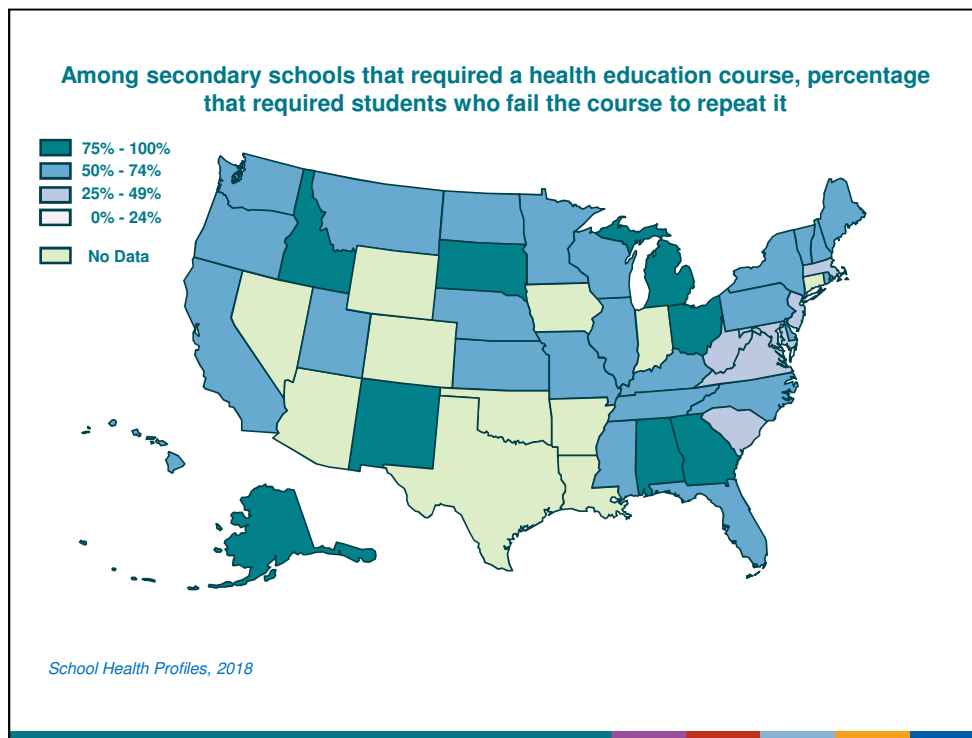 Among secondary schools that required a health education course, percentage
that required students who fail the course to repeat it
75% - 100%
50% - 74%
25% - 49%
0% - 24%
No Data
School Health Profiles, 2018